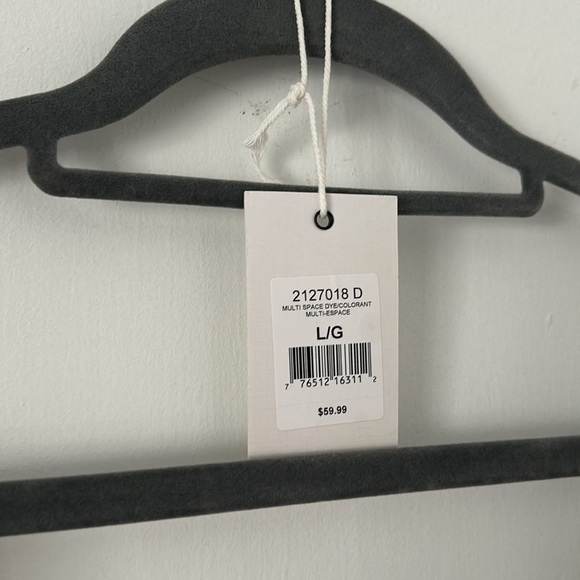 2127018 D
MULTI SPACE DYE/COLORANT
MULTI-ESPACE
L/G
7 76512 16311 2
$59.99